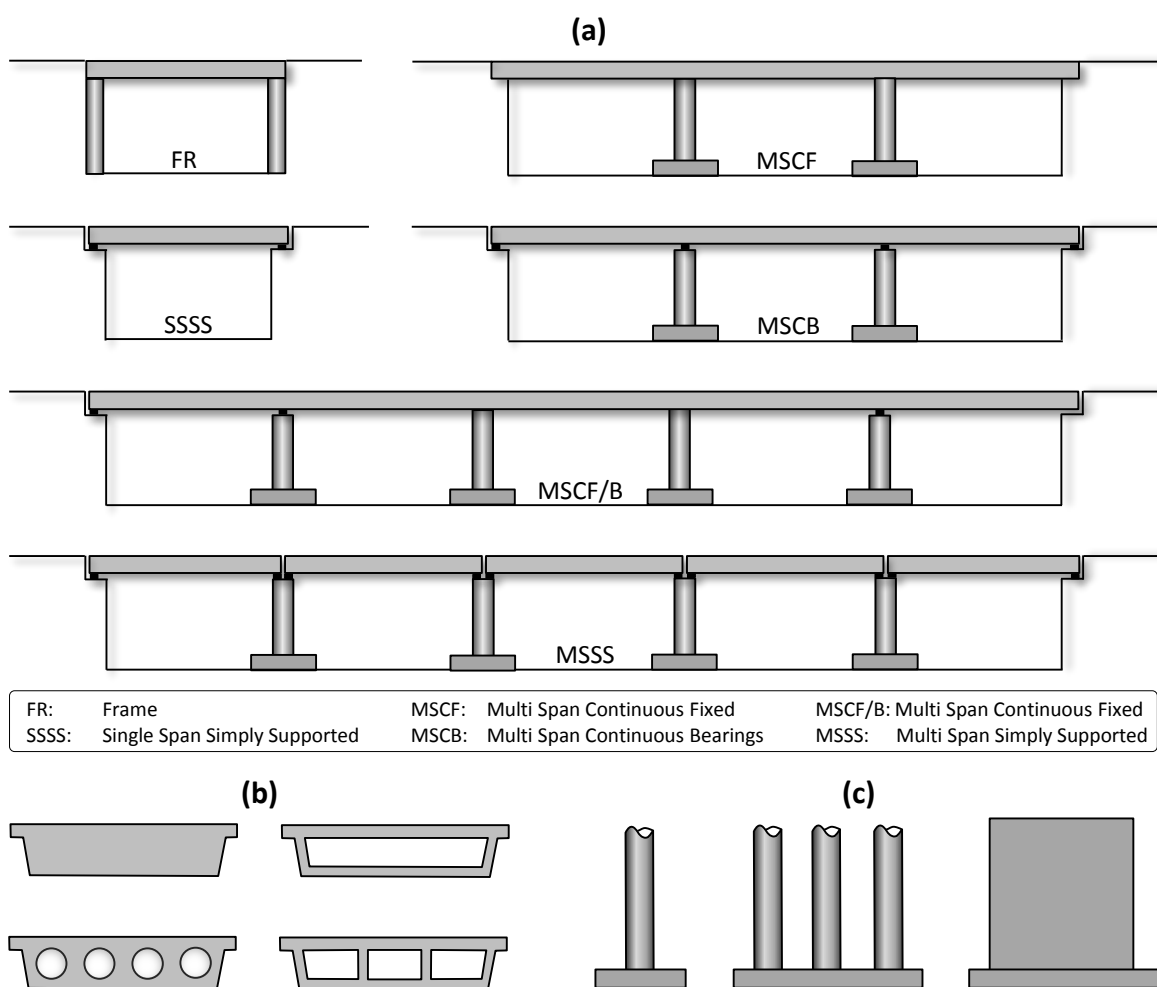 (a)
FR
MSCF
SSSS
MSCB
MSCF/B
MSSS
FR: Frame MSCF: Multi Span Continuous Fixed MSCF/B: Multi Span Continuous Fixed
SSSS: Single Span Simply Supported MSCB: Multi Span Continuous Bearings MSSS: Multi Span Simply Supported
(b) (c)